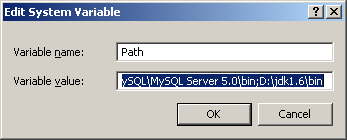 Edit System Variable
Variable name: Path
Variable value: ySQL\MySQL Server 5.0\bin;D:\jdk1.6\bin
OK Cancel